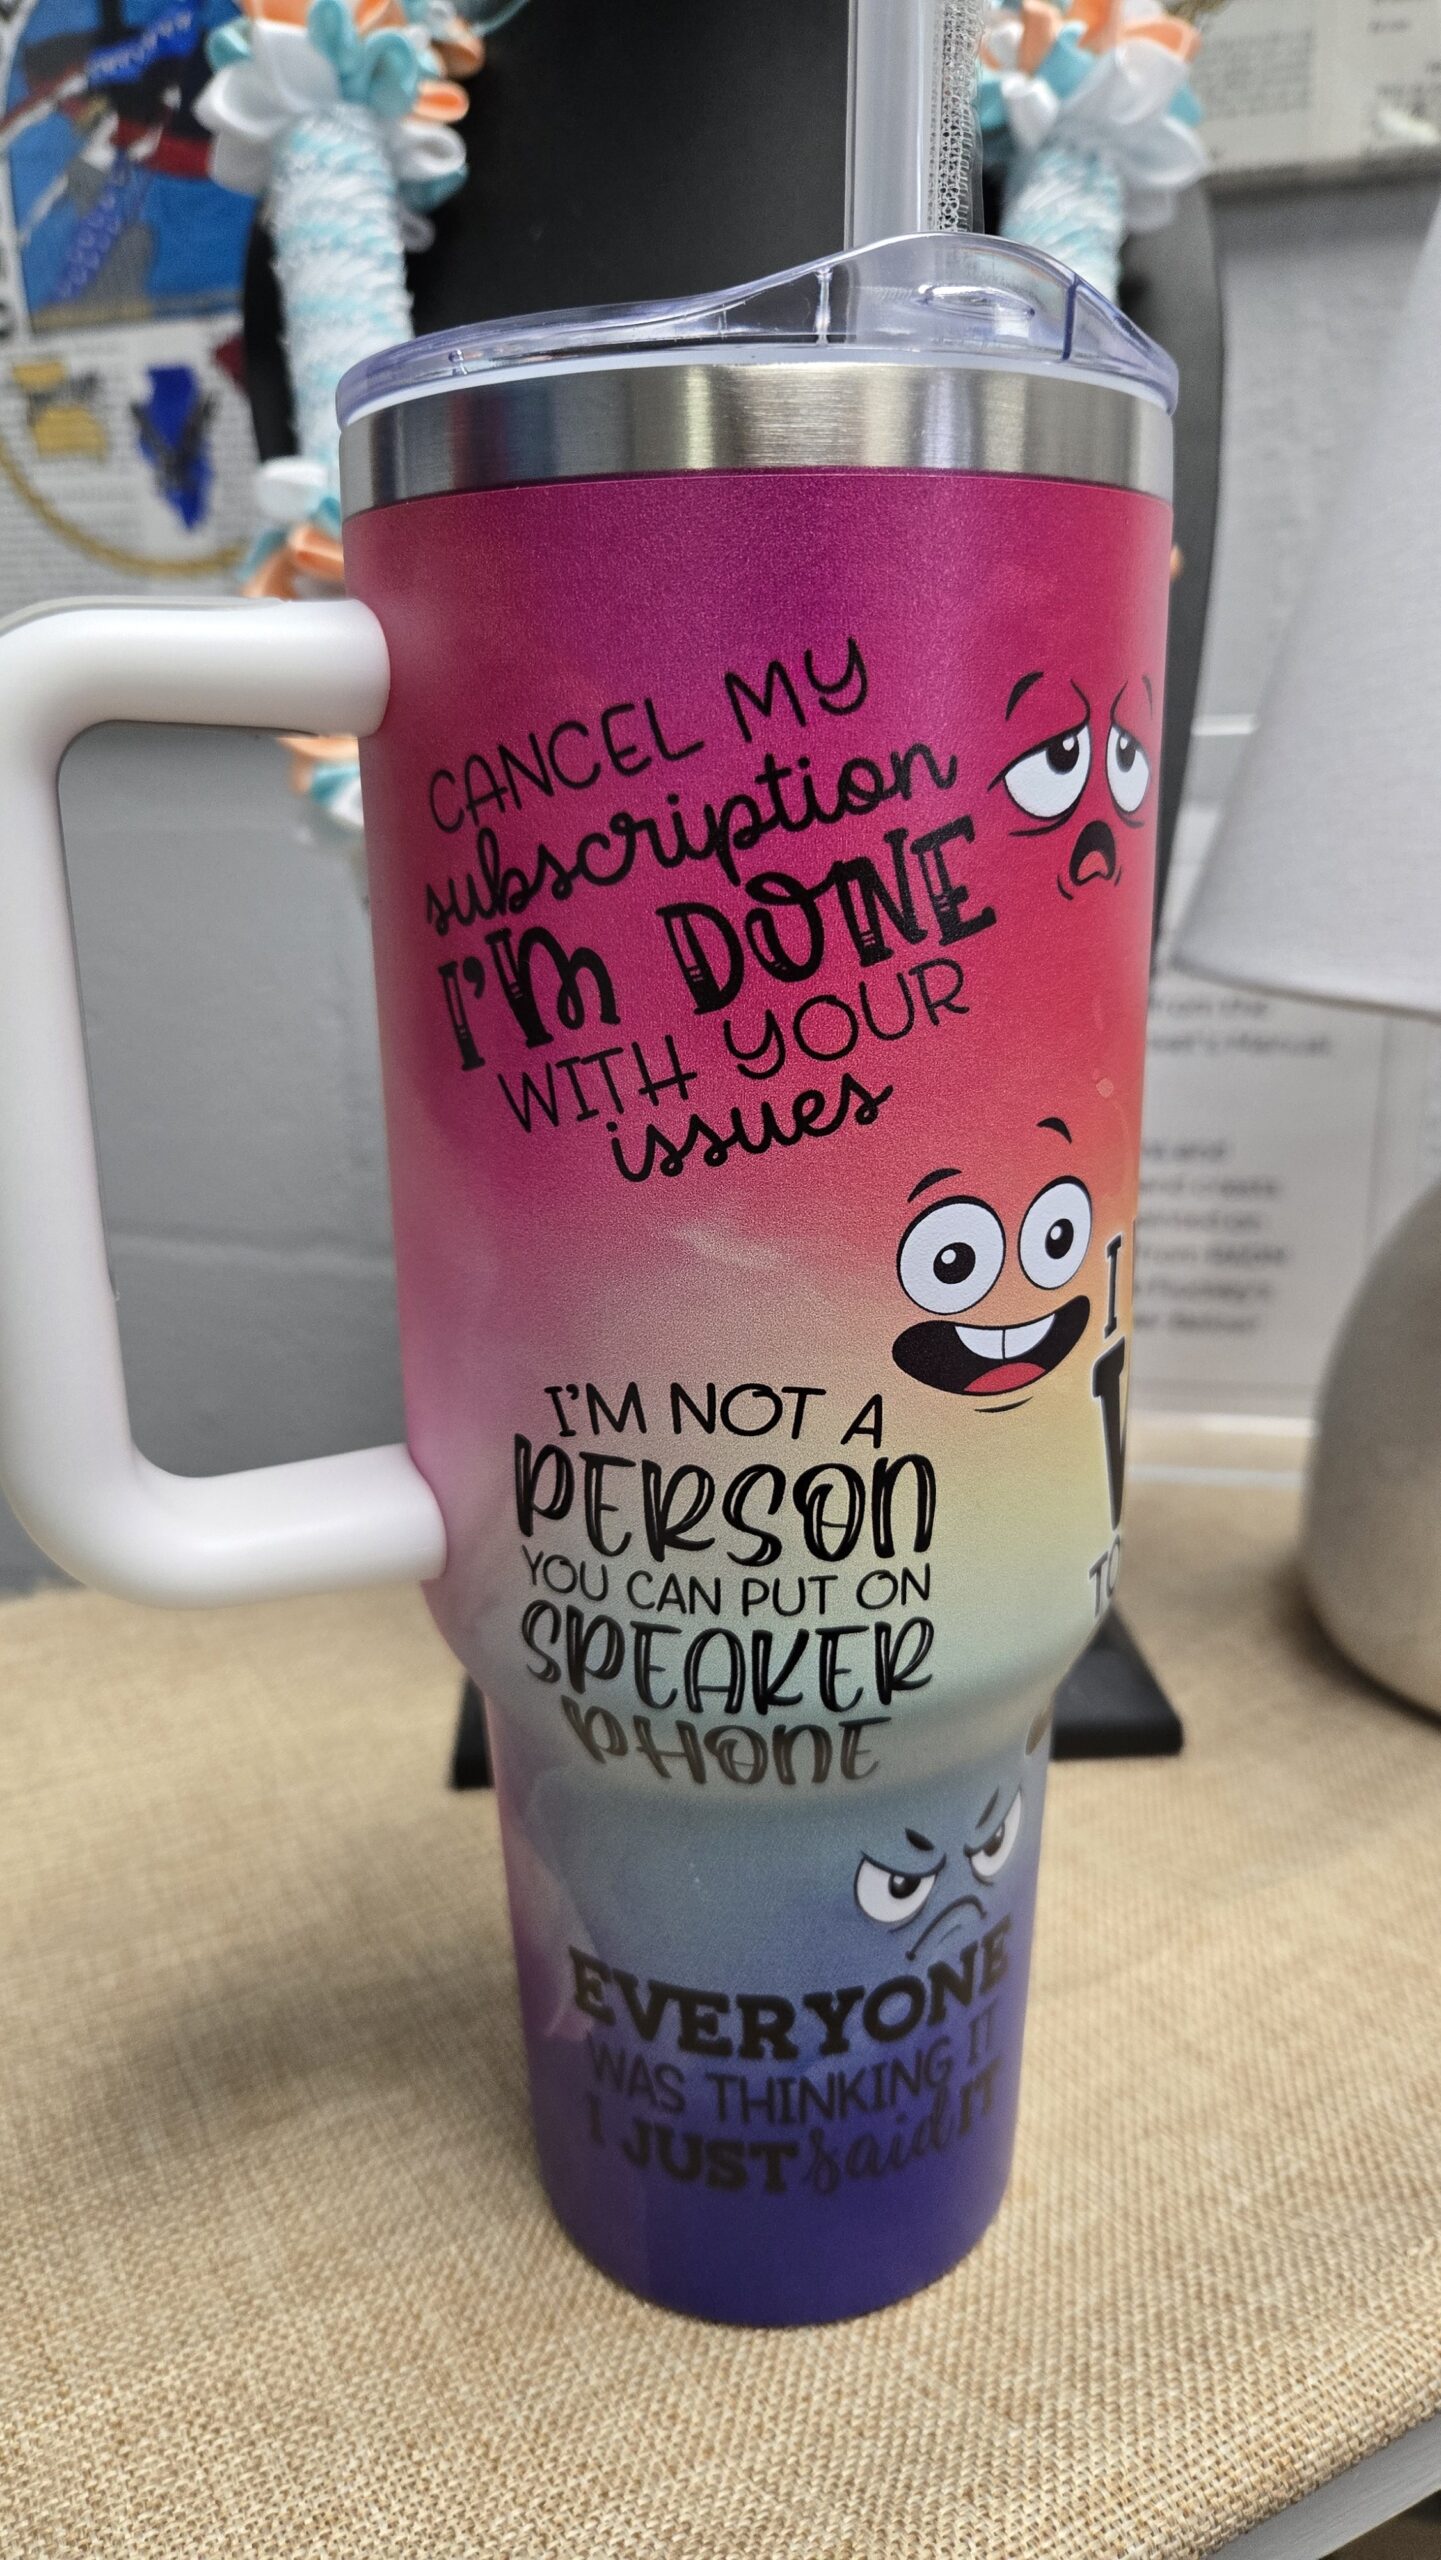 CANCEL MY
subscription
I'M DONE
WITH YOUR
issues
I'M NOT A
PERSON
YOU CAN PUT ON
SPEAKER
PHONE
EVERYONE
WAS THINKING IT
I JUST said IT